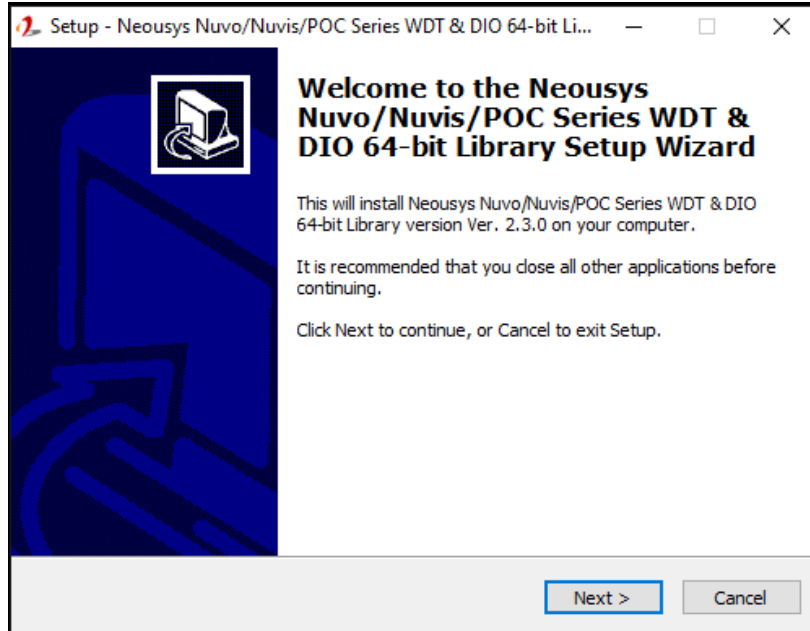 Setup - Neousys Nuvo/Nuvis/POC Series WDT & DIO 64-bit Li...
Welcome to the Neousys
Nuvo/Nuvis/POC Series WDT &
DIO 64-bit Library Setup Wizard
This will install Neousys Nuvo/Nuvis/POC Series WDT & DIO
64-bit Library version Ver. 2.3.0 on your computer.
It is recommended that you close all other applications before
continuing.
Click Next to continue, or Cancel to exit Setup.
Next >
Cancel